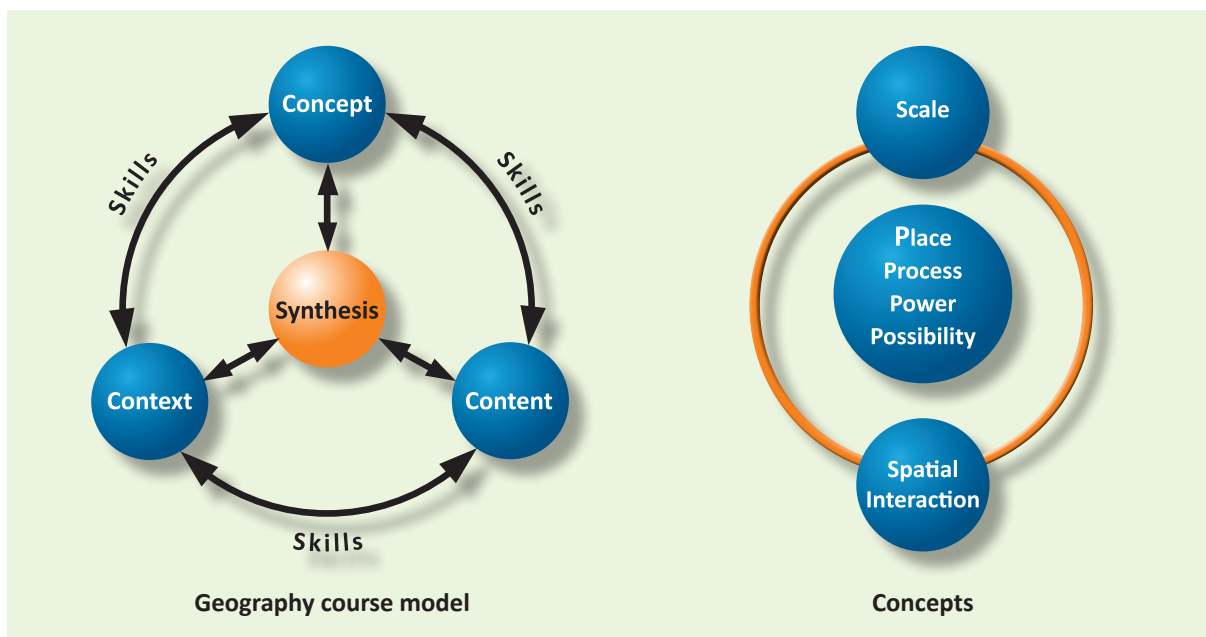 Concept
Skills
Skills
Synthesis
Context
Content
Skills
Geography course model
Scale
Place
Process
Power
Possibility
Spatial
Interaction
Concepts